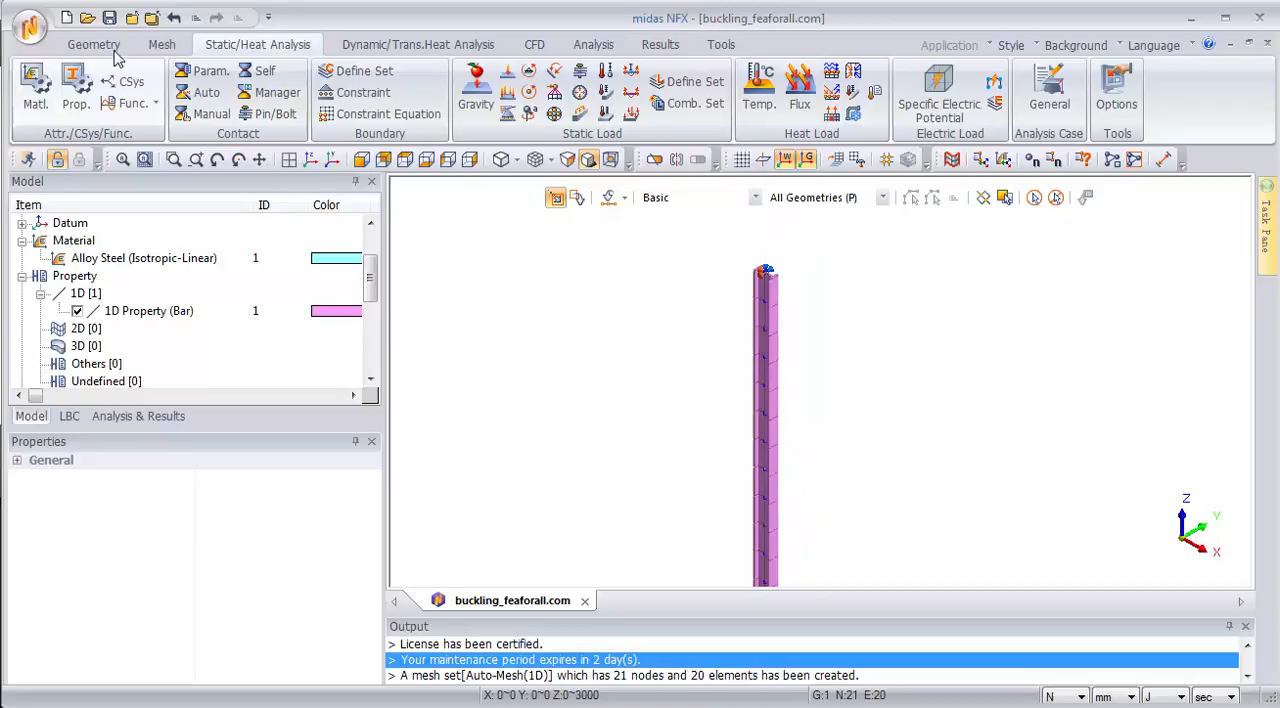 midas NFX - [buckling_feaforall.com]
Geometry Mesh Static/Heat Analysis Dynamic/Trans.Heat Analysis CFD Analysis Results Tools Application Style Background Language
Matl. Prop. CSys Func.
Attr./CSys/Func.
Param. Self
Auto Manager
Manual Pin/Bolt
Contact
Define Set
Constraint
Constraint Equation
Boundary
Gravity
Define Set
Comb. Set
Static Load
Temp. Flux
Heat Load
Specific Electric
Potential
Electric Load
General
Analysis Case
Options
Tools
Model
Item ID Color
Datum
Material
Alloy Steel (Isotropic-Linear) 1
Property
1D [1]
1D Property (Bar) 1
2D [0]
3D [0]
Others [0]
Undefined [0]
Model LBC Analysis & Results
Properties
General
Basic All Geometries (P)
Task Pane
Z
Y
X
buckling_feaforall.com
Output
> License has been certified.
> Your maintenance period expires in 2 day(s).
> A mesh set[Auto-Mesh(1D)] which has 21 nodes and 20 elements has been created.
X: 0~0 Y: 0~0 Z:0~3000 G:1 N:21 E:20 N mm J sec